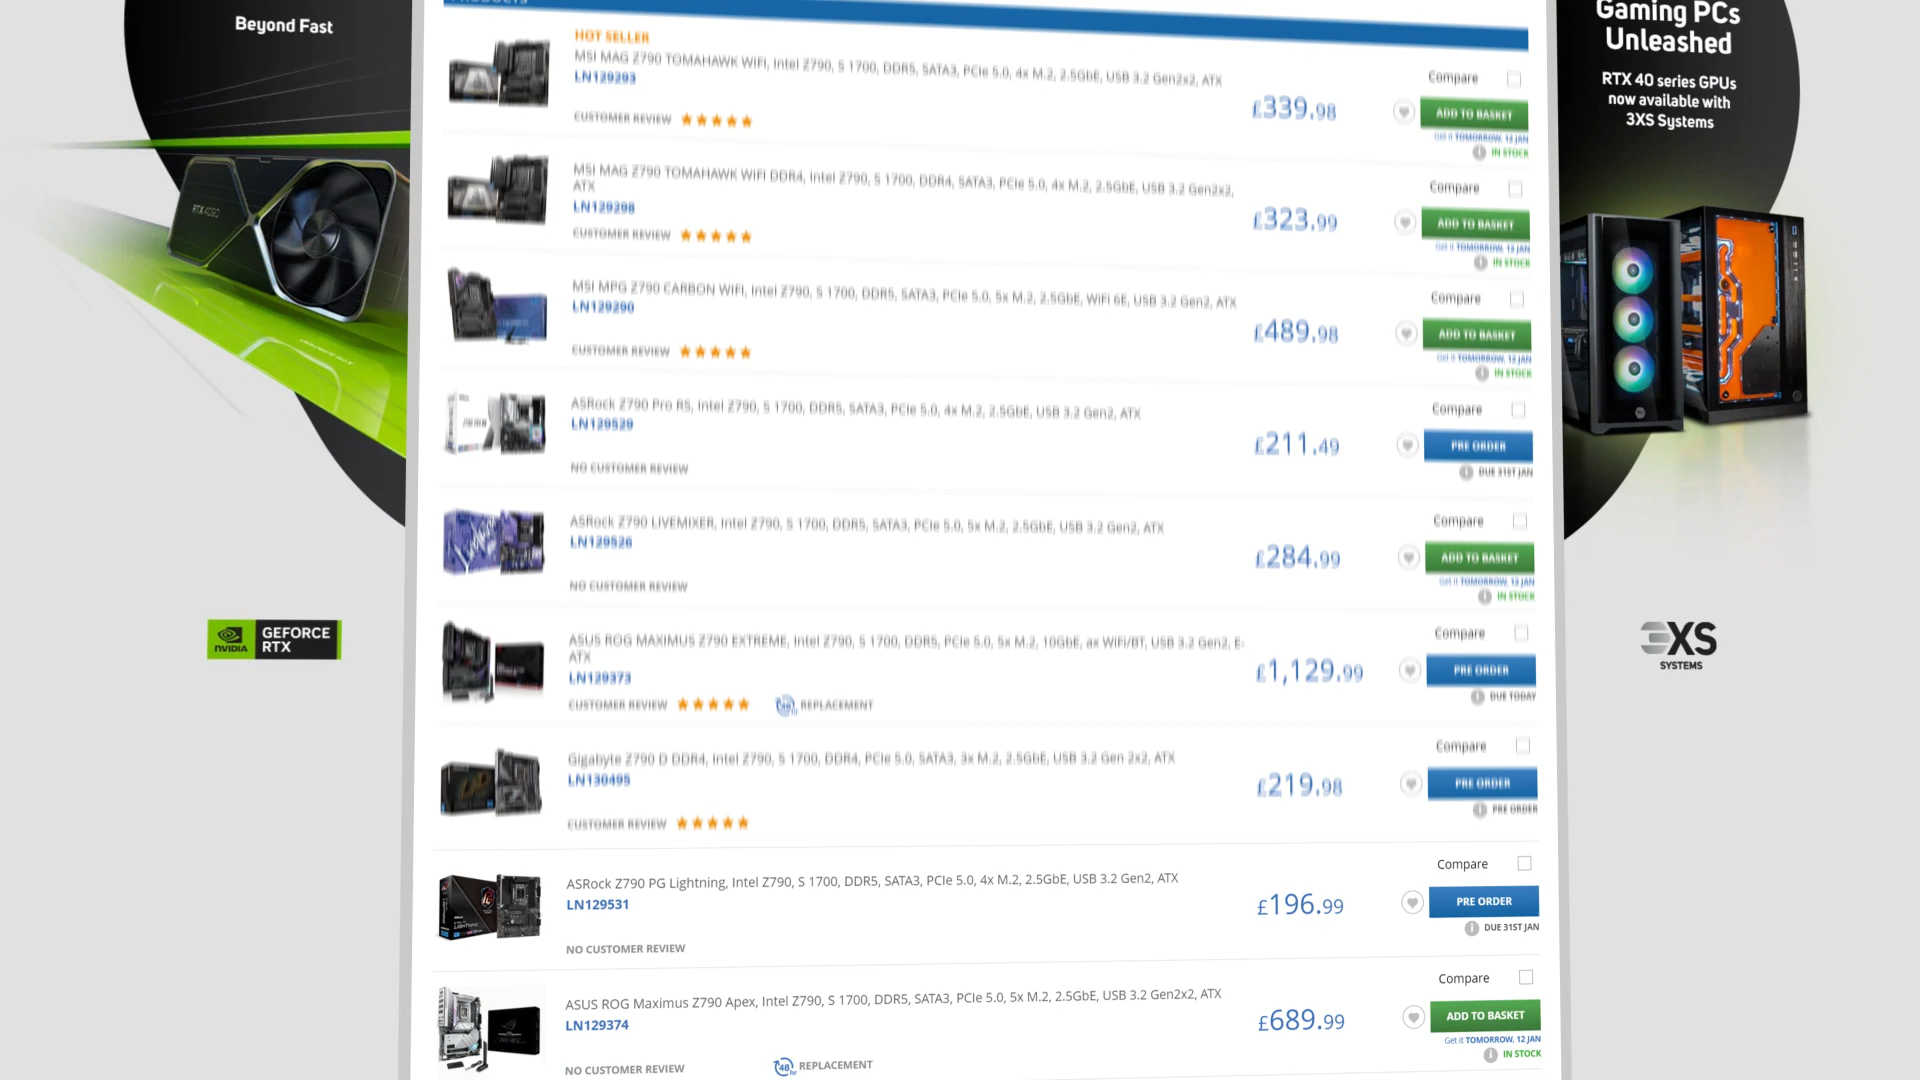 Beyond Fast
Gaming PCs
Unleashed
RTX 40 series GPUs
now available with
3XS Systems
PRODUCTS
HOT SELLER
MSI MAG Z790 TOMAHAWK WIFI, Intel Z790, S 1700, DDR5, SATA3, PCIe 5.0, 4x M.2, 2.5GbE, USB 3.2 Gen2x2, ATX
LN129293
CUSTOMER REVIEW
£339.98
Compare
ADD TO BASKET
Get it TOMORROW, 12 JAN
IN STOCK
MSI MAG Z790 TOMAHAWK WIFI DDR4, Intel Z790, S 1700, DDR4, SATA3, PCIe 5.0, 4x M.2, 2.5GbE, USB 3.2 Gen2x2,
ATX
LN129298
CUSTOMER REVIEW
£323.99
Compare
ADD TO BASKET
Get it TOMORROW, 12 JAN
IN STOCK
MSI MPG Z790 CARBON WIFI, Intel Z790, S 1700, DDR5, SATA3, PCIe 5.0, 5x M.2, 2.5GbE, WiFi 6E, USB 3.2 Gen2, ATX
LN129290
CUSTOMER REVIEW
£489.98
Compare
ADD TO BASKET
Get it TOMORROW, 12 JAN
IN STOCK
ASRock Z790 Pro RS, Intel Z790, S 1700, DDR5, SATA3, PCIe 5.0, 4x M.2, 2.5GbE, USB 3.2 Gen2, ATX
LN129529
NO CUSTOMER REVIEW
£211.49
Compare
PRE ORDER
DUE 31ST JAN
ASRock Z790 LIVEMIXER, Intel Z790, S 1700, DDR5, SATA3, PCIe 5.0, 5x M.2, 2.5GbE, USB 3.2 Gen2, ATX
LN129526
NO CUSTOMER REVIEW
£284.99
Compare
ADD TO BASKET
Get it TOMORROW, 12 JAN
IN STOCK
ASUS ROG MAXIMUS Z790 EXTREME, Intel Z790, S 1700, DDR5, PCIe 5.0, 5x M.2, 10GbE, ax WiFi/BT, USB 3.2 Gen2, E-
ATX
LN129373
CUSTOMER REVIEW
48hr REPLACEMENT
£1,129.99
Compare
PRE ORDER
DUE TODAY
Gigabyte Z790 D DDR4, Intel Z790, S 1700, DDR4, PCIe 5.0, SATA3, 3x M.2, 2.5GbE, USB 3.2 Gen 2x2, ATX
LN130495
CUSTOMER REVIEW
£219.98
Compare
PRE ORDER
PRE ORDER
ASRock Z790 PG Lightning, Intel Z790, S 1700, DDR5, SATA3, PCIe 5.0, 4x M.2, 2.5GbE, USB 3.2 Gen2, ATX
LN129531
NO CUSTOMER REVIEW
£196.99
Compare
PRE ORDER
DUE 31ST JAN
ASUS ROG Maximus Z790 Apex, Intel Z790, S 1700, DDR5, SATA3, PCIe 5.0, 5x M.2, 2.5GbE, USB 3.2 Gen2x2, ATX
LN129374
NO CUSTOMER REVIEW
48hr REPLACEMENT
£689.99
Compare
ADD TO BASKET
Get it TOMORROW, 12 JAN
IN STOCK
RTX 4090
NVIDIA
GEFORCE
RTX
3XS
SYSTEMS